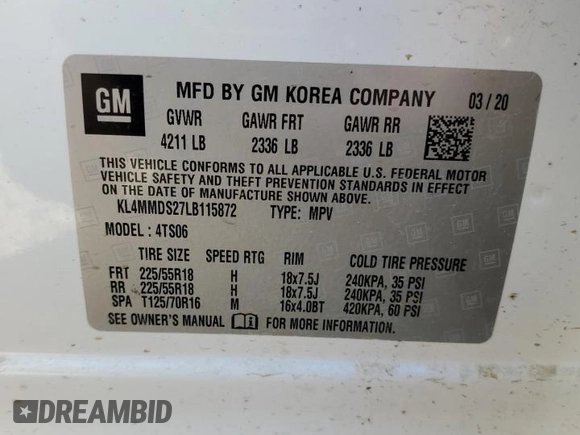 GM
MFD BY GM KOREA COMPANY 03 / 20
GVWR GAWR FRT GAWR RR
4211 LB 2336 LB 2336 LB
THIS VEHICLE CONFORMS TO ALL APPLICABLE U.S. FEDERAL MOTOR
VEHICLE SAFETY AND THEFT PREVENTION STANDARDS IN EFFECT
ON THE DATE OF MANUFACTURE SHOWN ABOVE.
KL4MMDS27LB115872 TYPE: MPV
MODEL : 4TS06
TIRE SIZE SPEED RTG RIM COLD TIRE PRESSURE
FRT 225/55R18 H 18x7.5J 240KPA, 35 PSI
RR 225/55R18 H 18x7.5J 240KPA, 35 PSI
SPA T125/70R16 M 16x4.0BT 420KPA, 60 PSI
SEE OWNER'S MANUAL FOR MORE INFORMATION.
DREAMBID